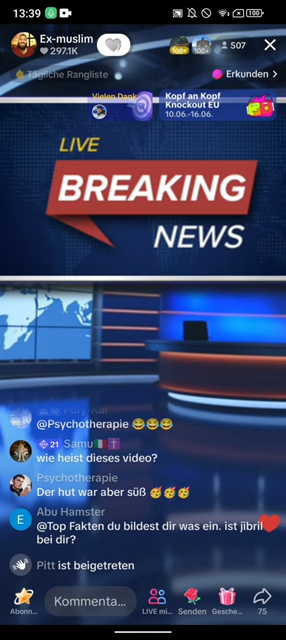 13:39
100
Ex-muslim
297.1K
100+
100+
507
Tägliche Rangliste
Erkunden >
Vielen Dank
Kopf an Kopf
Knockout EU
10.06.-16.06.
LIVE
BREAKING
NEWS
@Psychotherapie 😂😂😂
21 Samu🇮🇹✝️
wie heist dieses video?
Psychotherapie
Der hut war aber süß 🥳🥳🥳
E Abu Hamster
@Top Fakten du bildest dir was ein. ist jibril
bei dir?
Pitt ist beigetreten
Abonn...
Kommenta...
LIVE mi...
Senden
Gesche...
75